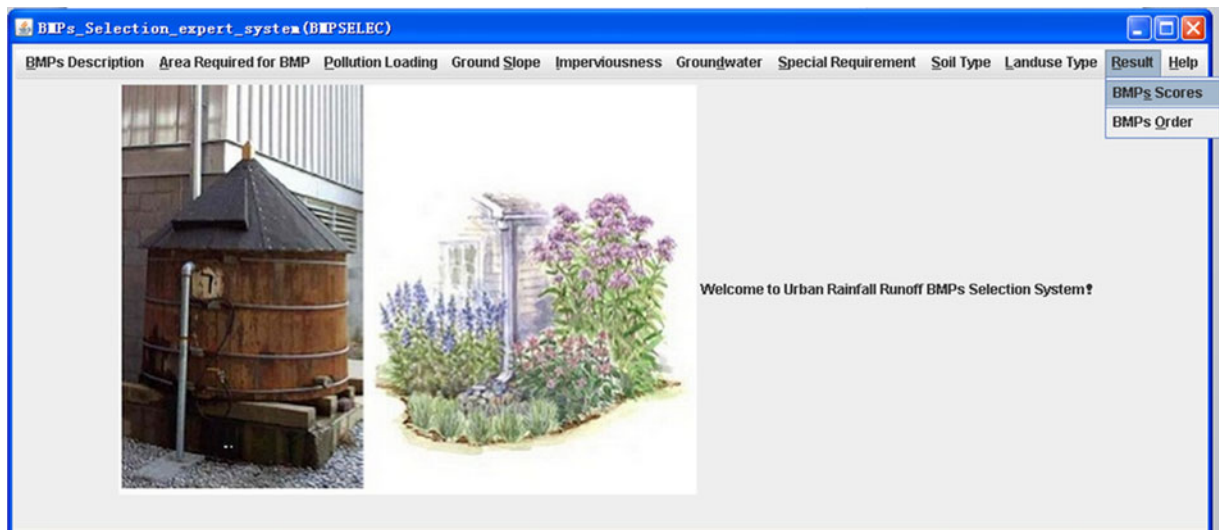 BMPs_Selection_expert_system(BMPSELEC)
BMPs Description Area Required for BMP Pollution Loading Ground Slope Imperviousness Groundwater Special Requirement Soil Type Landuse Type Result Help
BMPs Scores
BMPs Order
Welcome to Urban Rainfall Runoff BMPs Selection System!